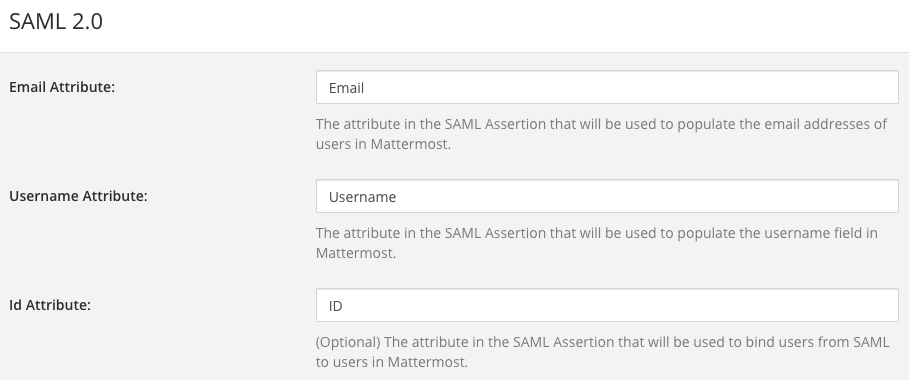 SAML 2.0
Email Attribute:
Email
The attribute in the SAML Assertion that will be used to populate the email addresses of
users in Mattermost.
Username Attribute:
Username
The attribute in the SAML Assertion that will be used to populate the username field in
Mattermost.
Id Attribute:
ID
(Optional) The attribute in the SAML Assertion that will be used to bind users from SAML
to users in Mattermost.